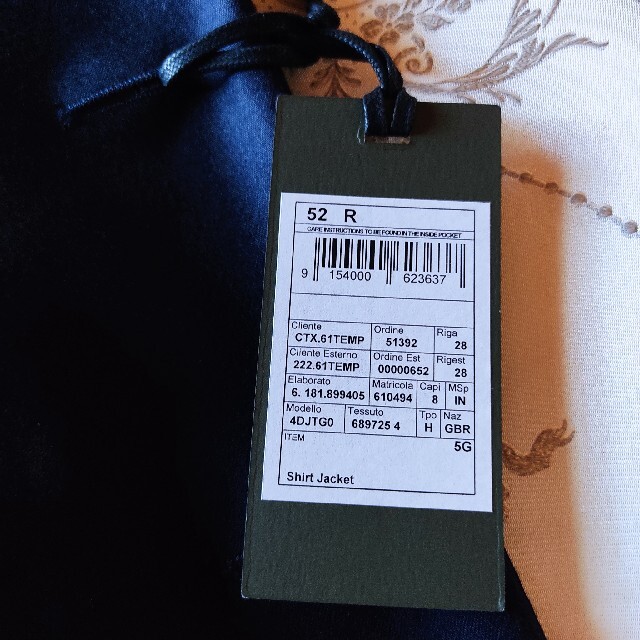 52 R
CARE INSTRUCTIONS TO BE FOUND IN THE INSIDE POCKET
9 154000 623637
Cliente Ordine Riga
CTX.61TEMP 51392 28
Cliente Esterno Ordine Est Rigest
222.61TEMP 00000652 28
Elaborato Matricola Capi MSp
6. 181.899405 610494 8 IN
Modello Tessuto Tpo Naz
4DJTG0 689725 4 H GBR
ITEM
5G
Shirt Jacket